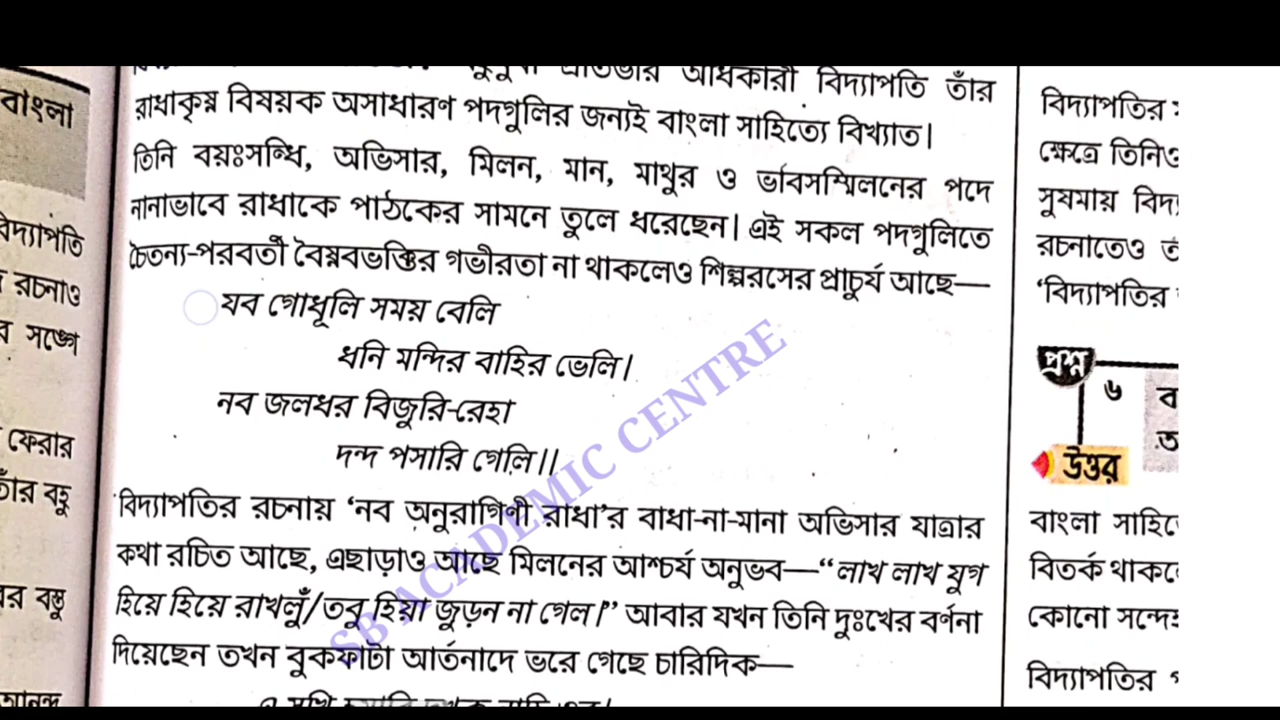 বাংলা
বিদ্যাপতি
রচনাও
সঙ্গে
ফেরার
তাঁর বহু
বস্তু
আনন্দ
প্রতিভার অধিকারী বিদ্যাপতি তাঁর
রাধাকৃষ্ণ বিষয়ক অসাধারণ পদগুলির জন্যই বাংলা সাহিত্যে বিখ্যাত।
তিনি বয়ঃসন্ধি, অভিসার, মিলন, মান, মাথুর ও ভাবসম্মিলনের পদে
নানাভাবে রাধাকে পাঠকের সামনে তুলে ধরেছেন। এই সকল পদগুলিতে
চৈতন্য-পরবর্তী বৈষ্ণবভক্তির গভীরতা না থাকলেও শিল্পরসের প্রাচুর্য আছে—
যব গোধূলি সময় বেলি
ধনি মন্দির বাহির ভেলি।
নব জলধর বিজুরি-রেহা
দন্দ পসারি গেলি।।
বিদ্যাপতির রচনায় ‘নব অনুরাগিণী রাধা’র বাধা-না-মানা অভিসার যাত্রার
কথা রচিত আছে, এছাড়াও আছে মিলনের আশ্চর্য অনুভব—“লাখ লাখ যুগ
হিয়ে হিয়ে রাখলুঁ/তবু হিয়া জুড়ন না গেল।” আবার যখন তিনি দুঃখের বর্ণনা
দিয়েছেন তখন বুকফাটা আর্তনাদে ভরে গেছে চারিদিক—
SB ACADEMIC CENTRE
বিদ্যাপতির
ক্ষেত্রে তিনিও
সুষমায়
রচনাতেও
‘বিদ্যাপতির
প্রশ্ন
৬
উত্তর
বাংলা
বিতর্ক
কোনো
বিদ্যাপতির